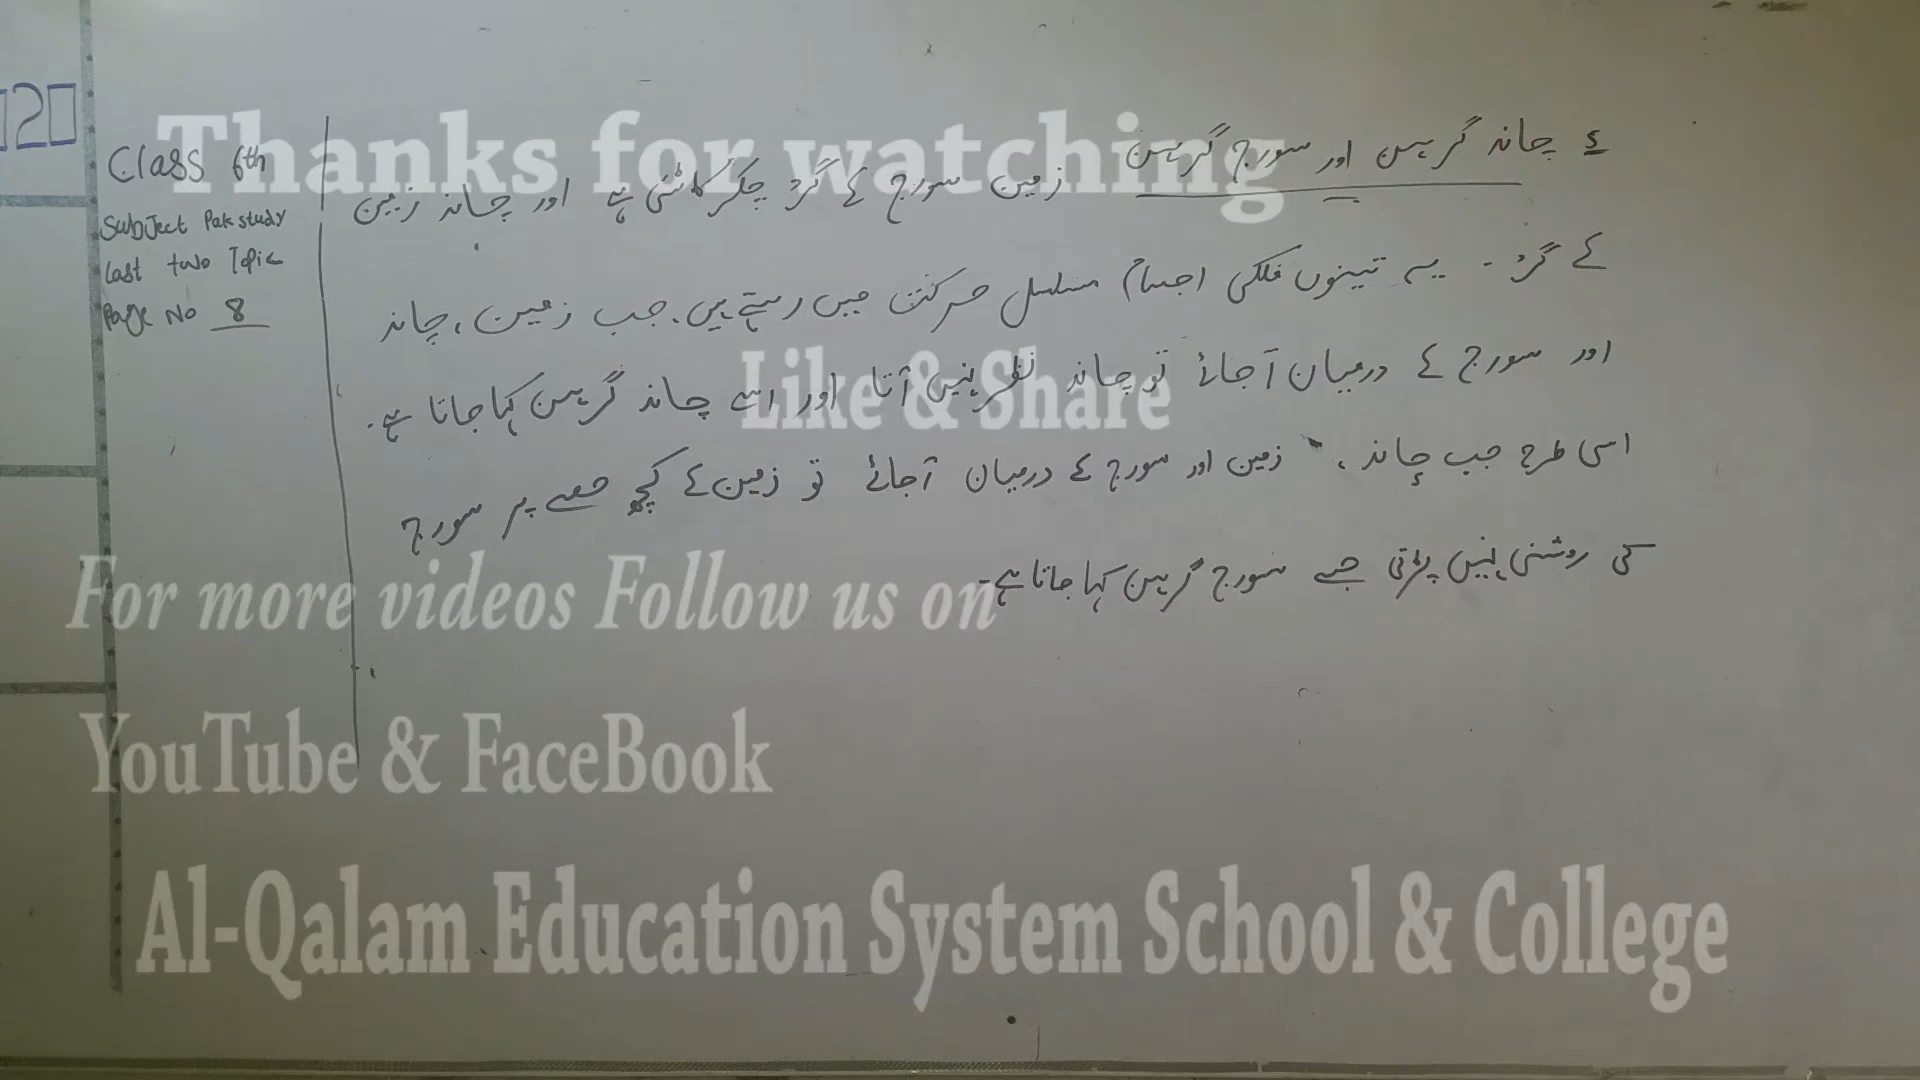 120
Class 6th
Subject Pak study
Last two Topic
Page No 8
ئے چاند گرہن اور سورج گرہن زمین سورج کے گرد چکر کاٹتی ہے اور چاند زمین
کے گرد۔ یہ تینوں فلکی اجسام مسلسل حرکت میں رہتے ہیں۔ جب زمین، چاند
اور سورج کے درمیان آجائے تو چاند نظر نہیں آتا اور اسے چاند گرہن کہا جاتا ہے۔
اسی طرح جب چاند، زمین اور سورج کے درمیان آجائے تو زمین کے کچھ حصے پر سورج
کی روشنی نہیں پڑتی جسے سورج گرہن کہا جاتا ہے۔
Thanks for watching
Like & Share
For more videos Follow us on
YouTube & FaceBook
Al-Qalam Education System School & College